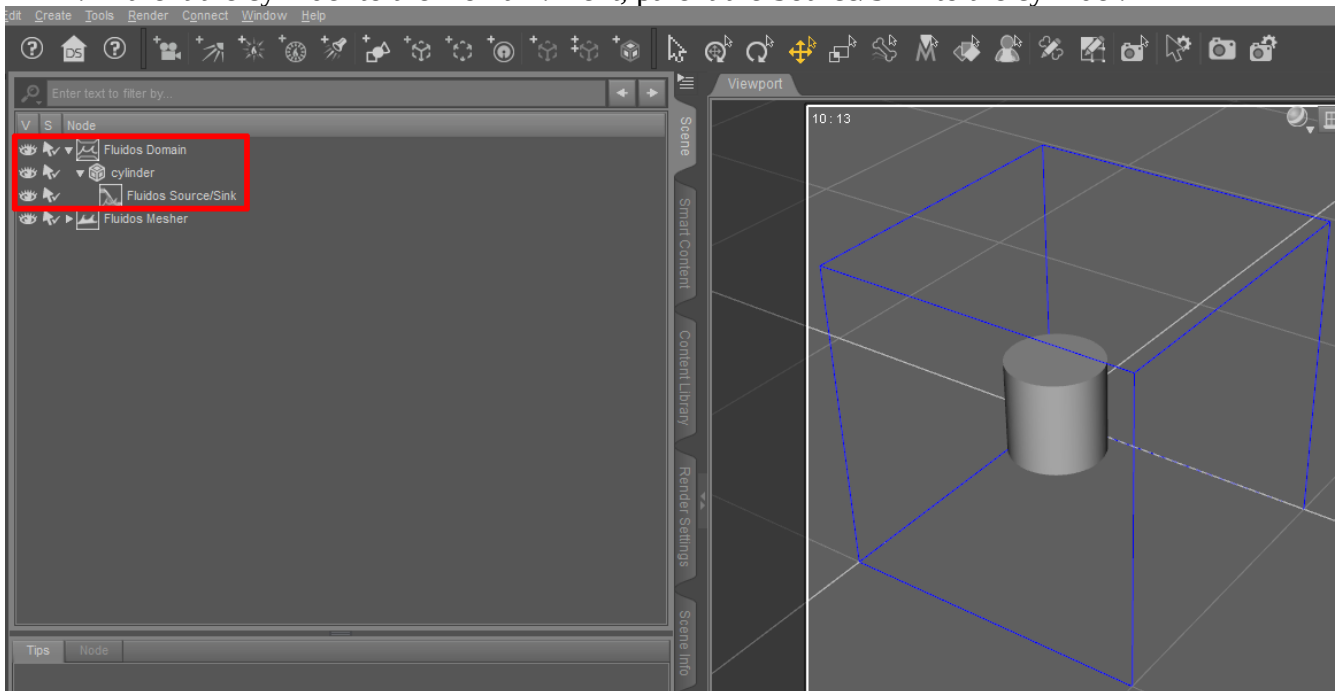 Edit Create Tools Render Connect Window Help
DS
Enter text to filter by...
Viewport
V S Node
10 : 13
Fluidos Domain
cylinder
Fluidos Source/Sink
Fluidos Mesher
Scene
Smart Content
Content Library
Render Settings
Scene Info
Tips Node